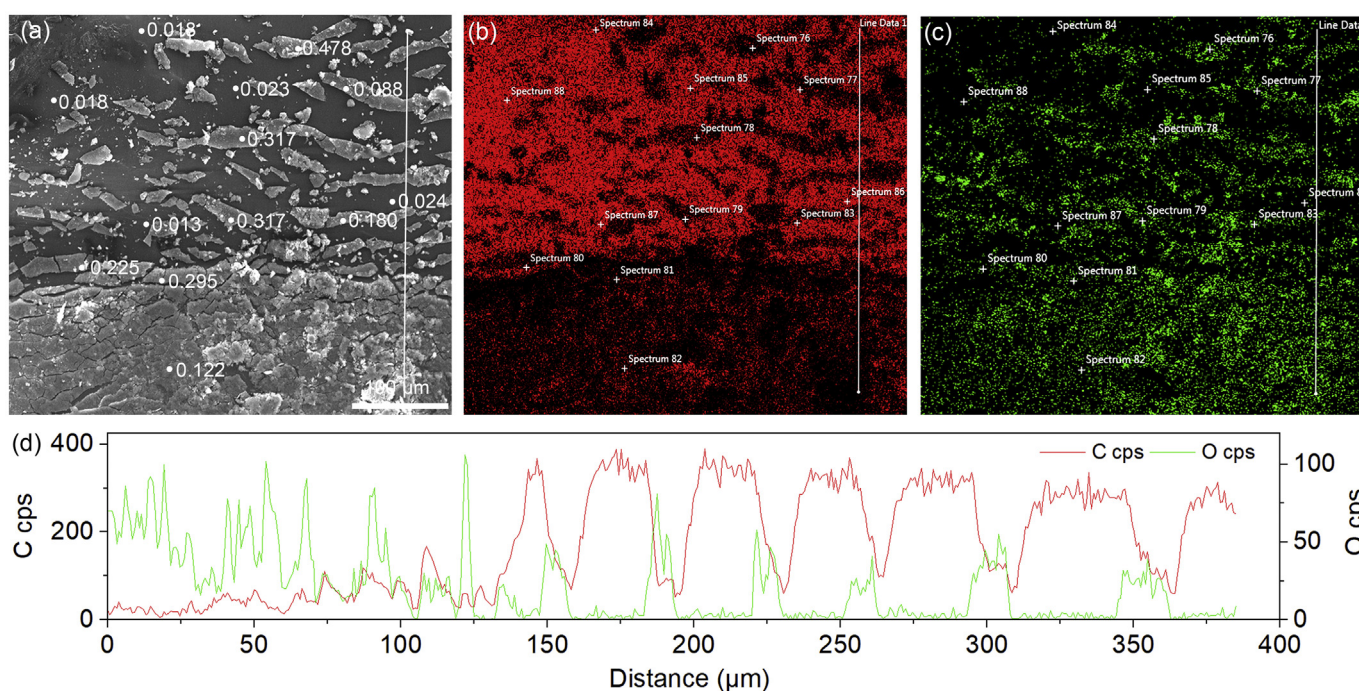 (a)
0.018
0.478
0.023
0.088
0.018
0.317
0.024
0.013
0.317
0.180
0.225
0.295
0.122
100 µm
(b)
Spectrum 84
Line Data 1
Spectrum 76
Spectrum 85
Spectrum 77
Spectrum 88
Spectrum 78
Spectrum 86
Spectrum 87
Spectrum 79
Spectrum 83
Spectrum 80
Spectrum 81
Spectrum 82
(c)
Spectrum 84
Line Data
Spectrum 76
Spectrum 85
Spectrum 77
Spectrum 88
Spectrum 78
Spectrum
Spectrum 87
Spectrum 79
Spectrum 83
Spectrum 80
Spectrum 81
Spectrum 82
(d)
400
200
0
C cps
C cps
O cps
100
50
0
O cps
0 50 100 150 200 250 300 350 400
Distance (µm)